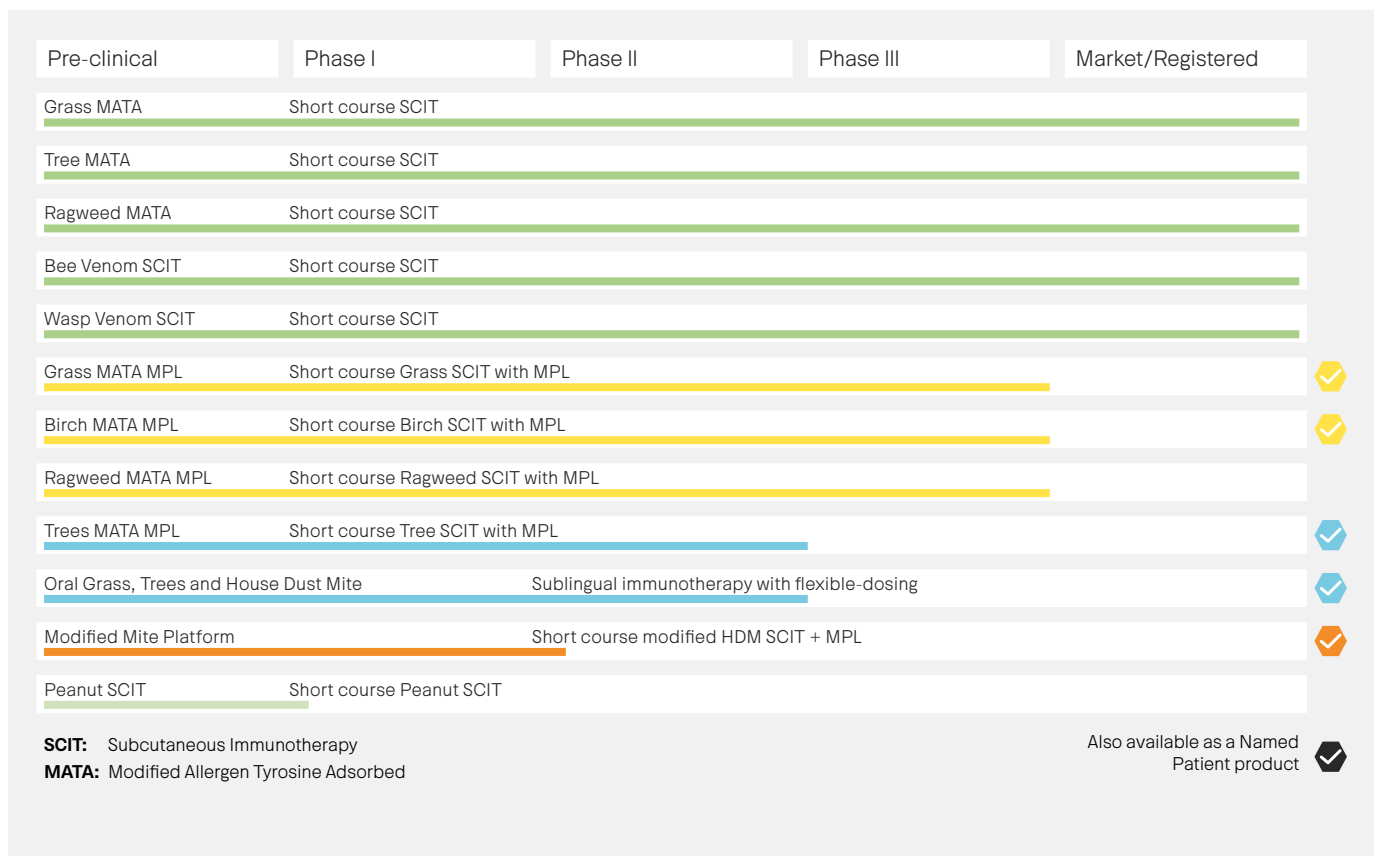 Pre-clinical Phase I Phase II Phase III Market/Registered
Grass MATA Short course SCIT
Tree MATA Short course SCIT
Ragweed MATA Short course SCIT
Bee Venom SCIT Short course SCIT
Wasp Venom SCIT Short course SCIT
Grass MATA MPL Short course Grass SCIT with MPL
Birch MATA MPL Short course Birch SCIT with MPL
Ragweed MATA MPL Short course Ragweed SCIT with MPL
Trees MATA MPL Short course Tree SCIT with MPL
Oral Grass, Trees and House Dust Mite Sublingual immunotherapy with flexible-dosing
Modified Mite Platform Short course modified HDM SCIT + MPL
Peanut SCIT Short course Peanut SCIT
SCIT: Subcutaneous Immunotherapy
MATA: Modified Allergen Tyrosine Adsorbed
Also available as a Named
Patient product